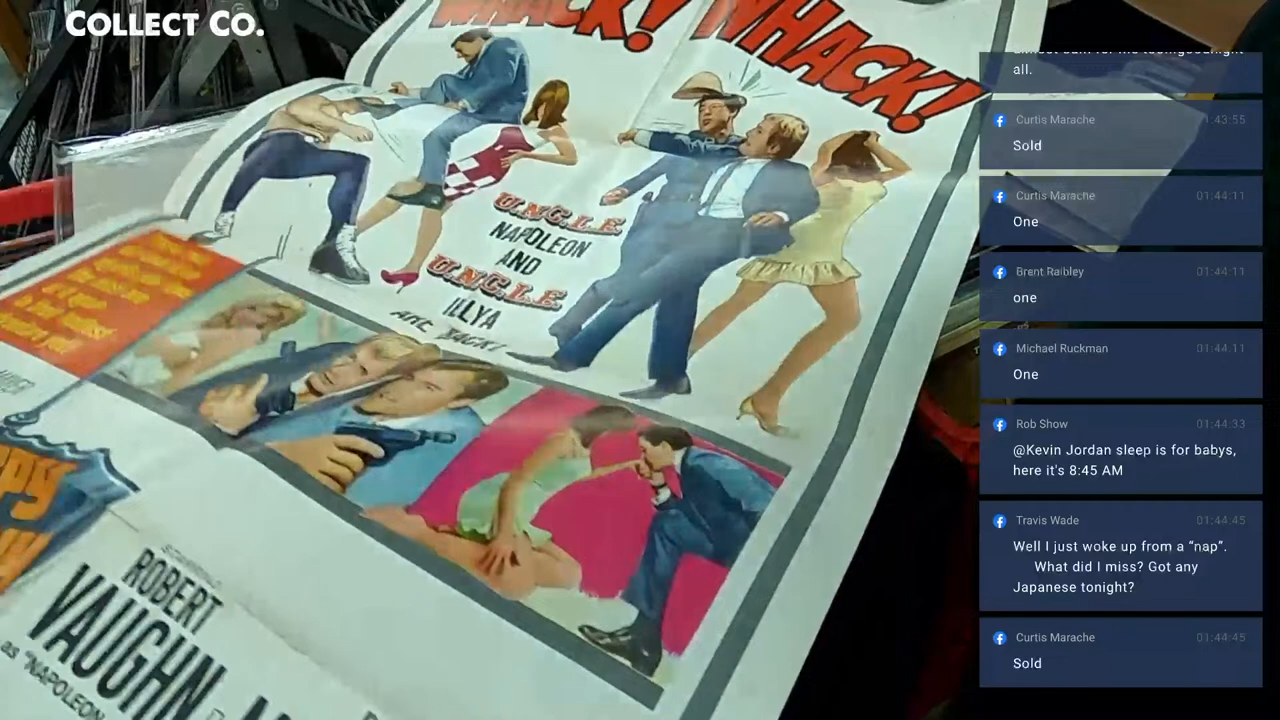 COLLECT CO.
WHACK! WHACK!
U.N.C.L.E.
NAPOLEON
AND
U.N.C.L.E.
ILLYA
ARE BACK!
ROBERT
VAUGHN
as "NAPOLEON
all.
Curtis Marache
:43:55
Sold
Curtis Marache 01:44:11
One
Brent Raibley 01:44:11
one
Michael Ruckman 01:44:11
One
Rob Show 01:44:33
@Kevin Jordan sleep is for babys,
here it's 8:45 AM
Travis Wade 01:44:45
Well I just woke up from a “nap”.
What did I miss? Got any
Japanese tonight?
Curtis Marache 01:44:45
Sold